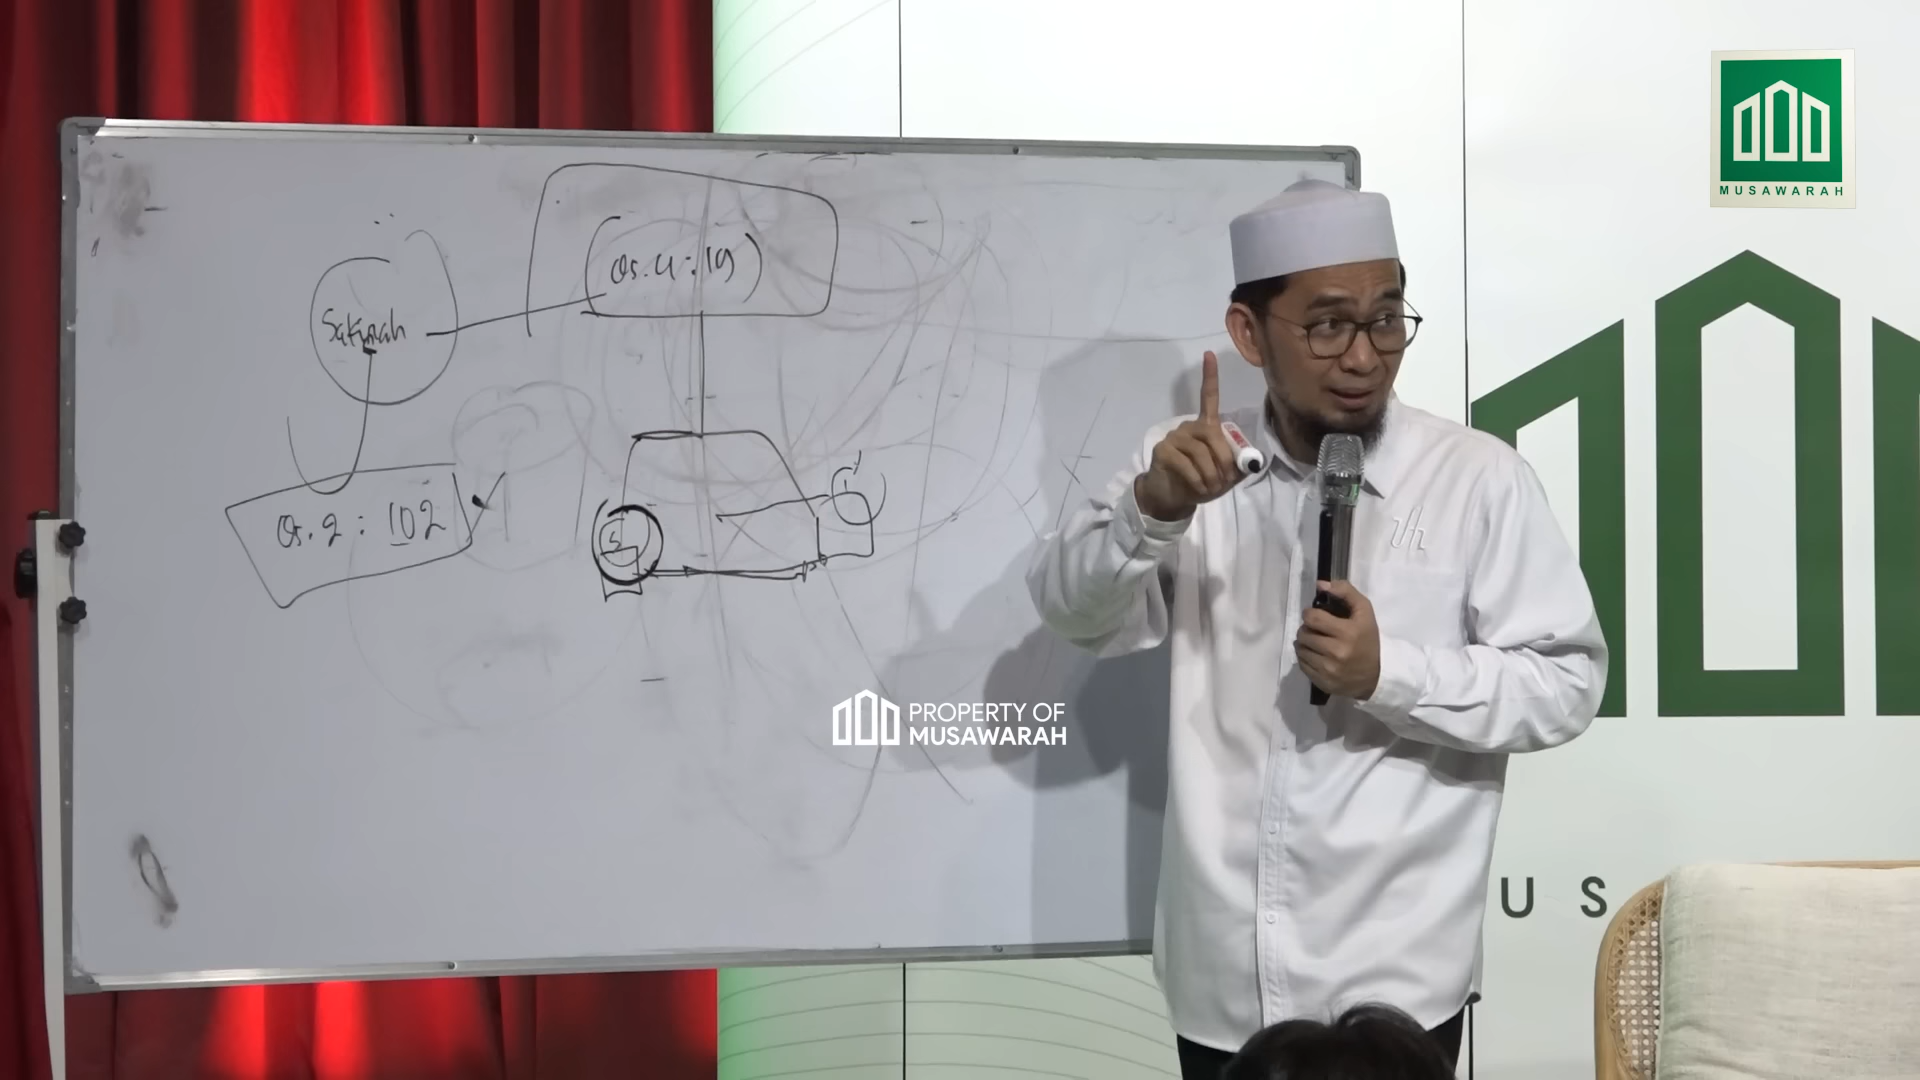 MUSAWARAH
(Qs. 4 : 19)
Sakinah
Qs. 2 : 102
S
PROPERTY OF
MUSAWARAH
U S